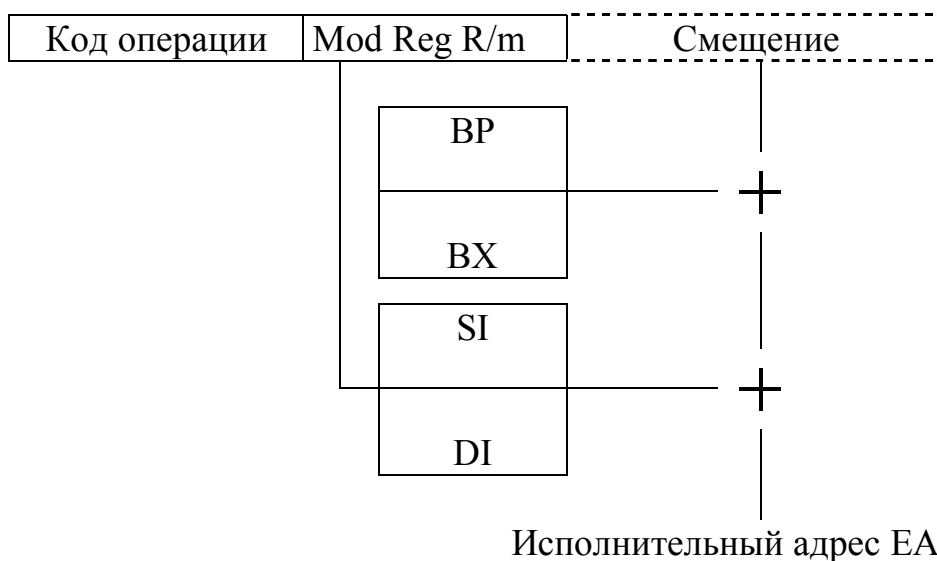 Код операции Mod Reg R/m Смещение
BP
BX
SI
DI
Исполнительный адрес EA